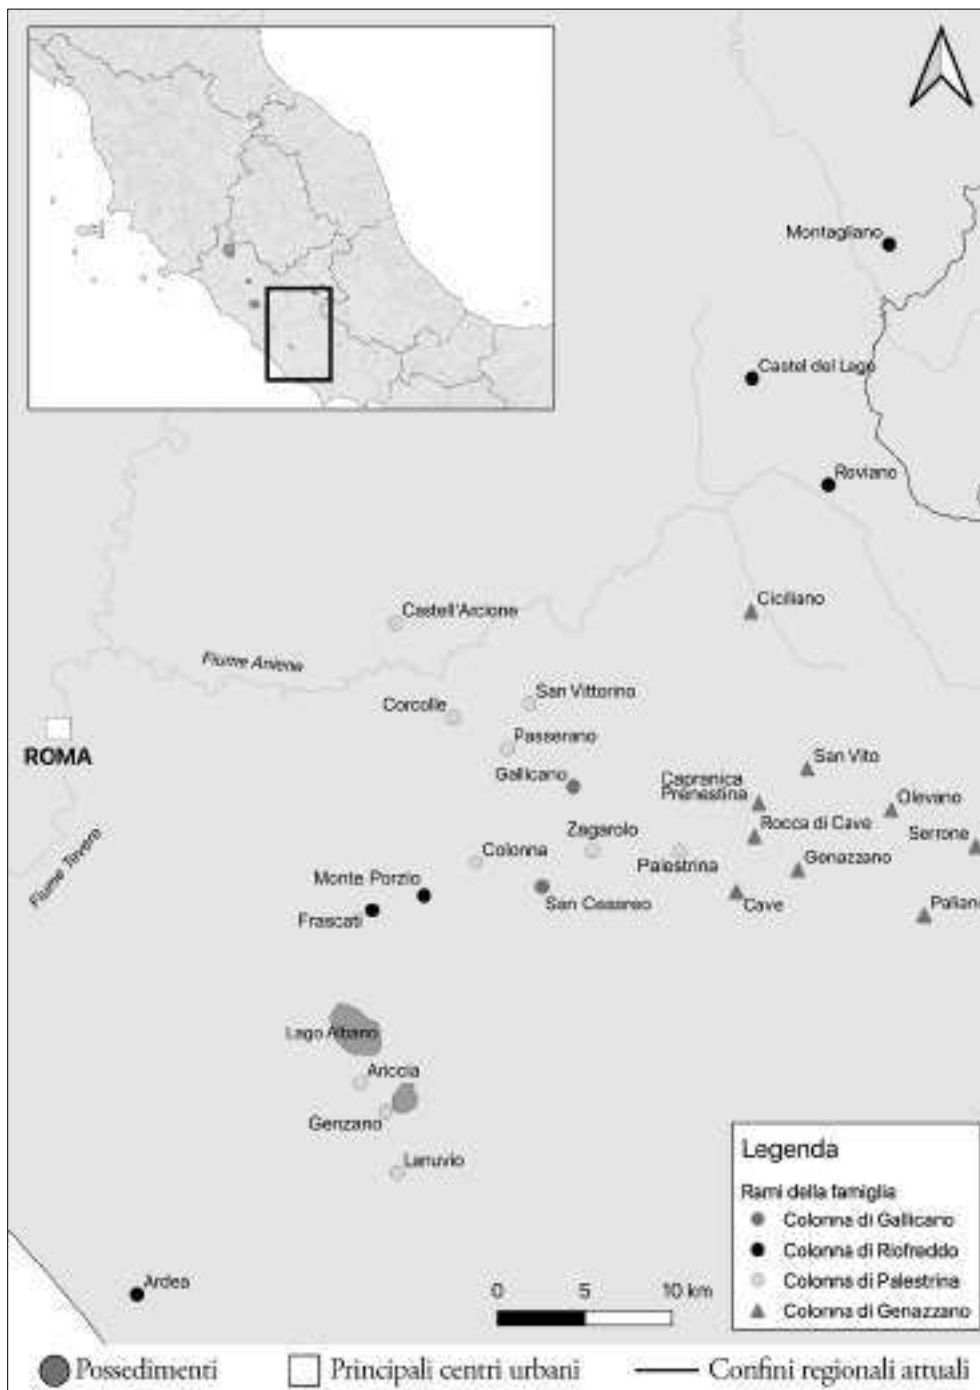 Montagliano
Castel del Lago
Roviano
Ciciliano
Castell'Arcione
Fiume Aniene
San Vittorino
Corcolle
Passerano
ROMA
San Vito
Gallicano
Capranica
Prenestina
Olevano
Zagarolo
Rocca di Cave
Serrone
Colonna
Palestrina
Genazzano
Fiume Tevere
Monte Porzio
San Cesareo
Cave
Frascati
Lago Albano
Ariccia
Genzano
Lanuvio
Ardea
0 5 10 km
Legenda
Rami della famiglia
Colonna di Gallicano
Colonna di Riofreddo
Colonna di Palestrina
Colonna di Genazzano
Possedimenti Principali centri urbani Confini regionali attuali